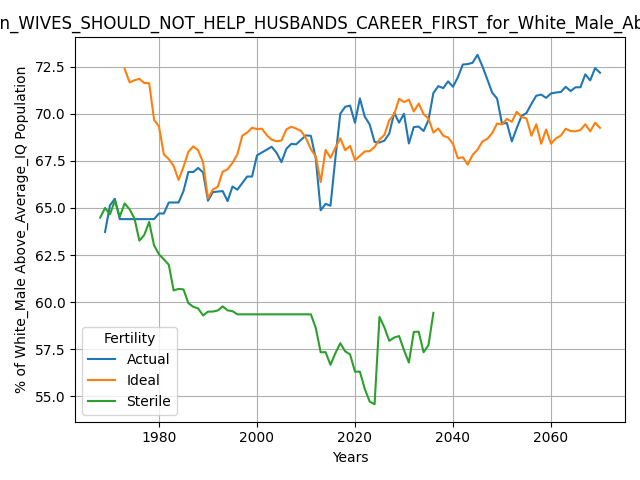 n_WIVES_SHOULD_NOT_HELP_HUSBANDS_CAREER_FIRST_for_White_Male_Ab
% of White_Male Above_Average_IQ Population
72.5
70.0
67.5
65.0
62.5
60.0
57.5
55.0
Fertility
Actual
Ideal
Sterile
1980
2000
2020
2040
2060
Years